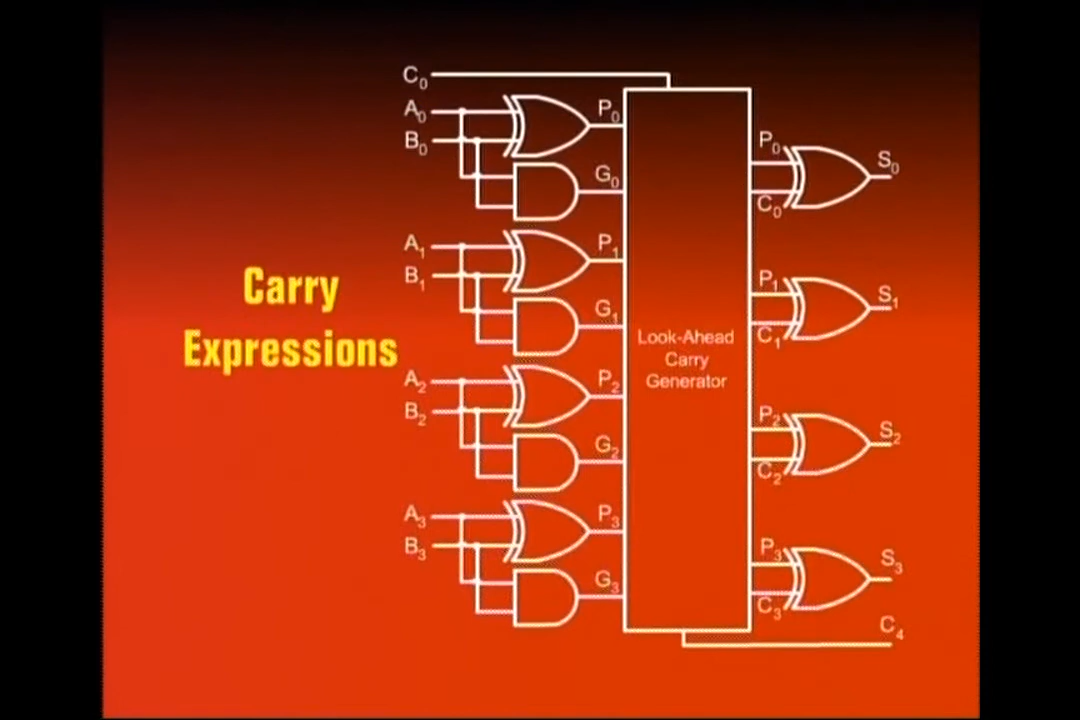 C₀
A₀ P₀
B₀ P₀ S₀
G₀ C₀
A₁ P₁
B₁ P₁ S₁
G₁ C₁
Carry
Expressions
Look-Ahead
Carry
Generator
A₂ P₂
B₂ P₂ S₂
G₂ C₂
A₃ P₃
B₃ P₃ S₃
G₃ C₃
C₄